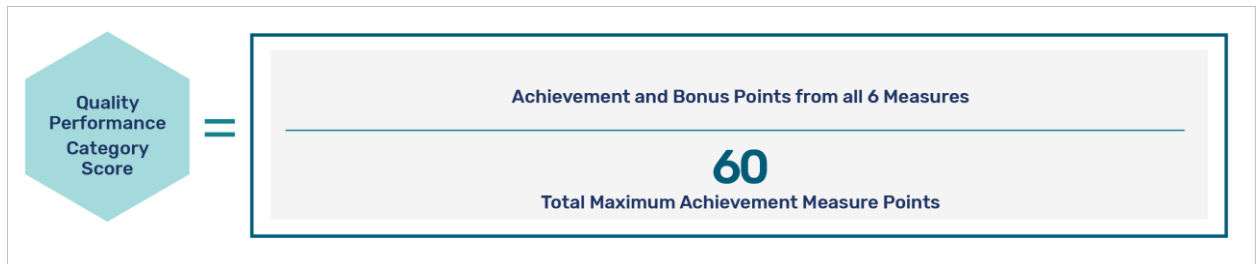 Quality
Performance
Category
Score
=
Achievement and Bonus Points from all 6 Measures
60
Total Maximum Achievement Measure Points